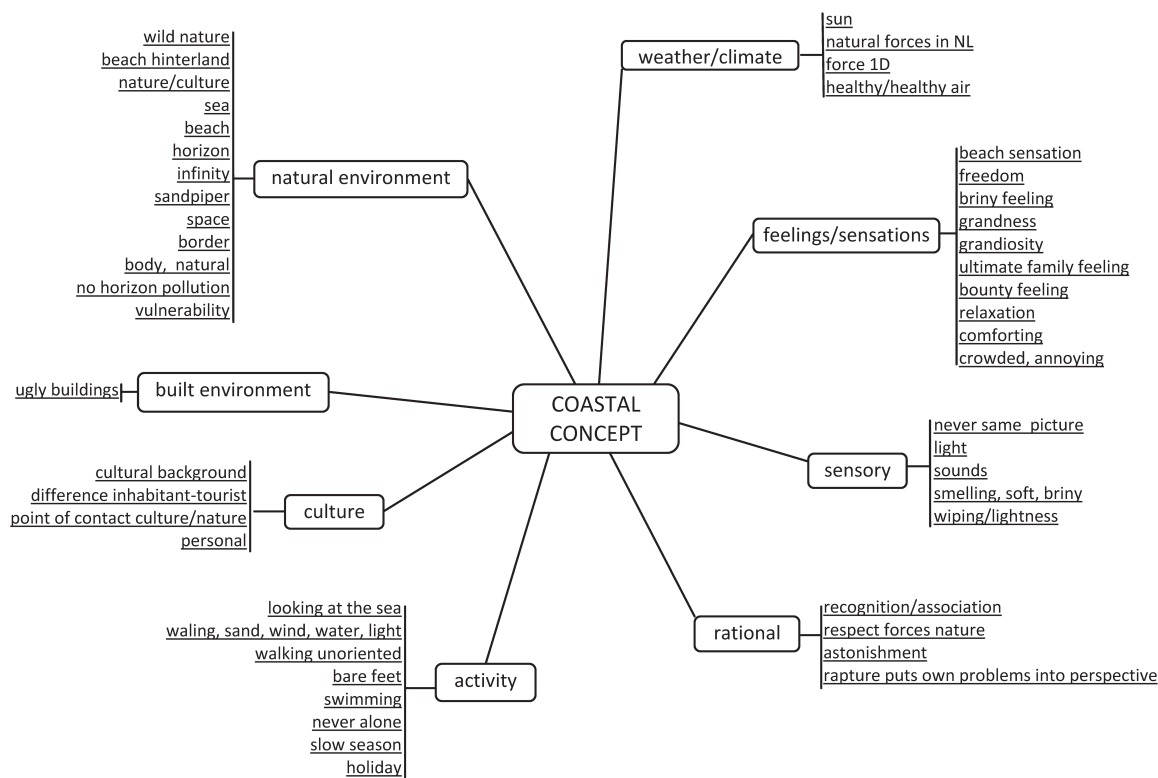 wild nature
beach hinterland
nature/culture
sea
beach
horizon
infinity
sandpiper
space
border
body, natural
no horizon pollution
vulnerability
natural environment
weather/climate
sun
natural forces in NL
force 1D
healthy/healthy air
feelings/sensations
beach sensation
freedom
briny feeling
grandness
grandiosity
ultimate family feeling
bounty feeling
relaxation
comforting
crowded, annoying
ugly buildings
built environment
COASTAL
CONCEPT
sensory
never same picture
light
sounds
smelling, soft, briny
wiping/lightness
cultural background
difference inhabitant-tourist
point of contact culture/nature
personal
culture
looking at the sea
waling, sand, wind, water, light
walking unoriented
bare feet
swimming
never alone
slow season
holiday
activity
rational
recognition/association
respect forces nature
astonishment
rapture puts own problems into perspective